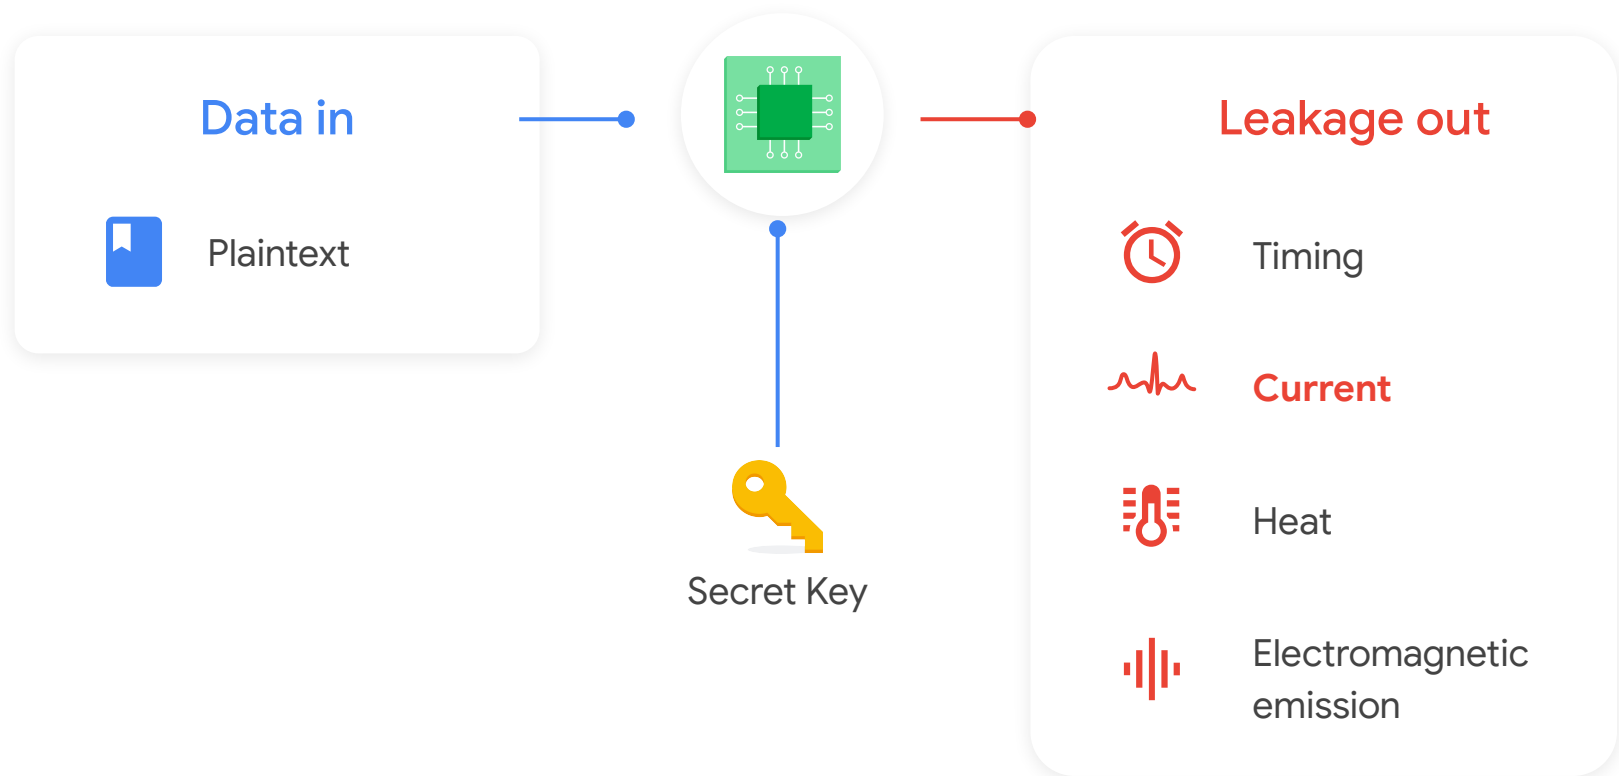 Data in
Plaintext
Secret Key
Leakage out
Timing
Current
Heat
Electromagnetic
emission